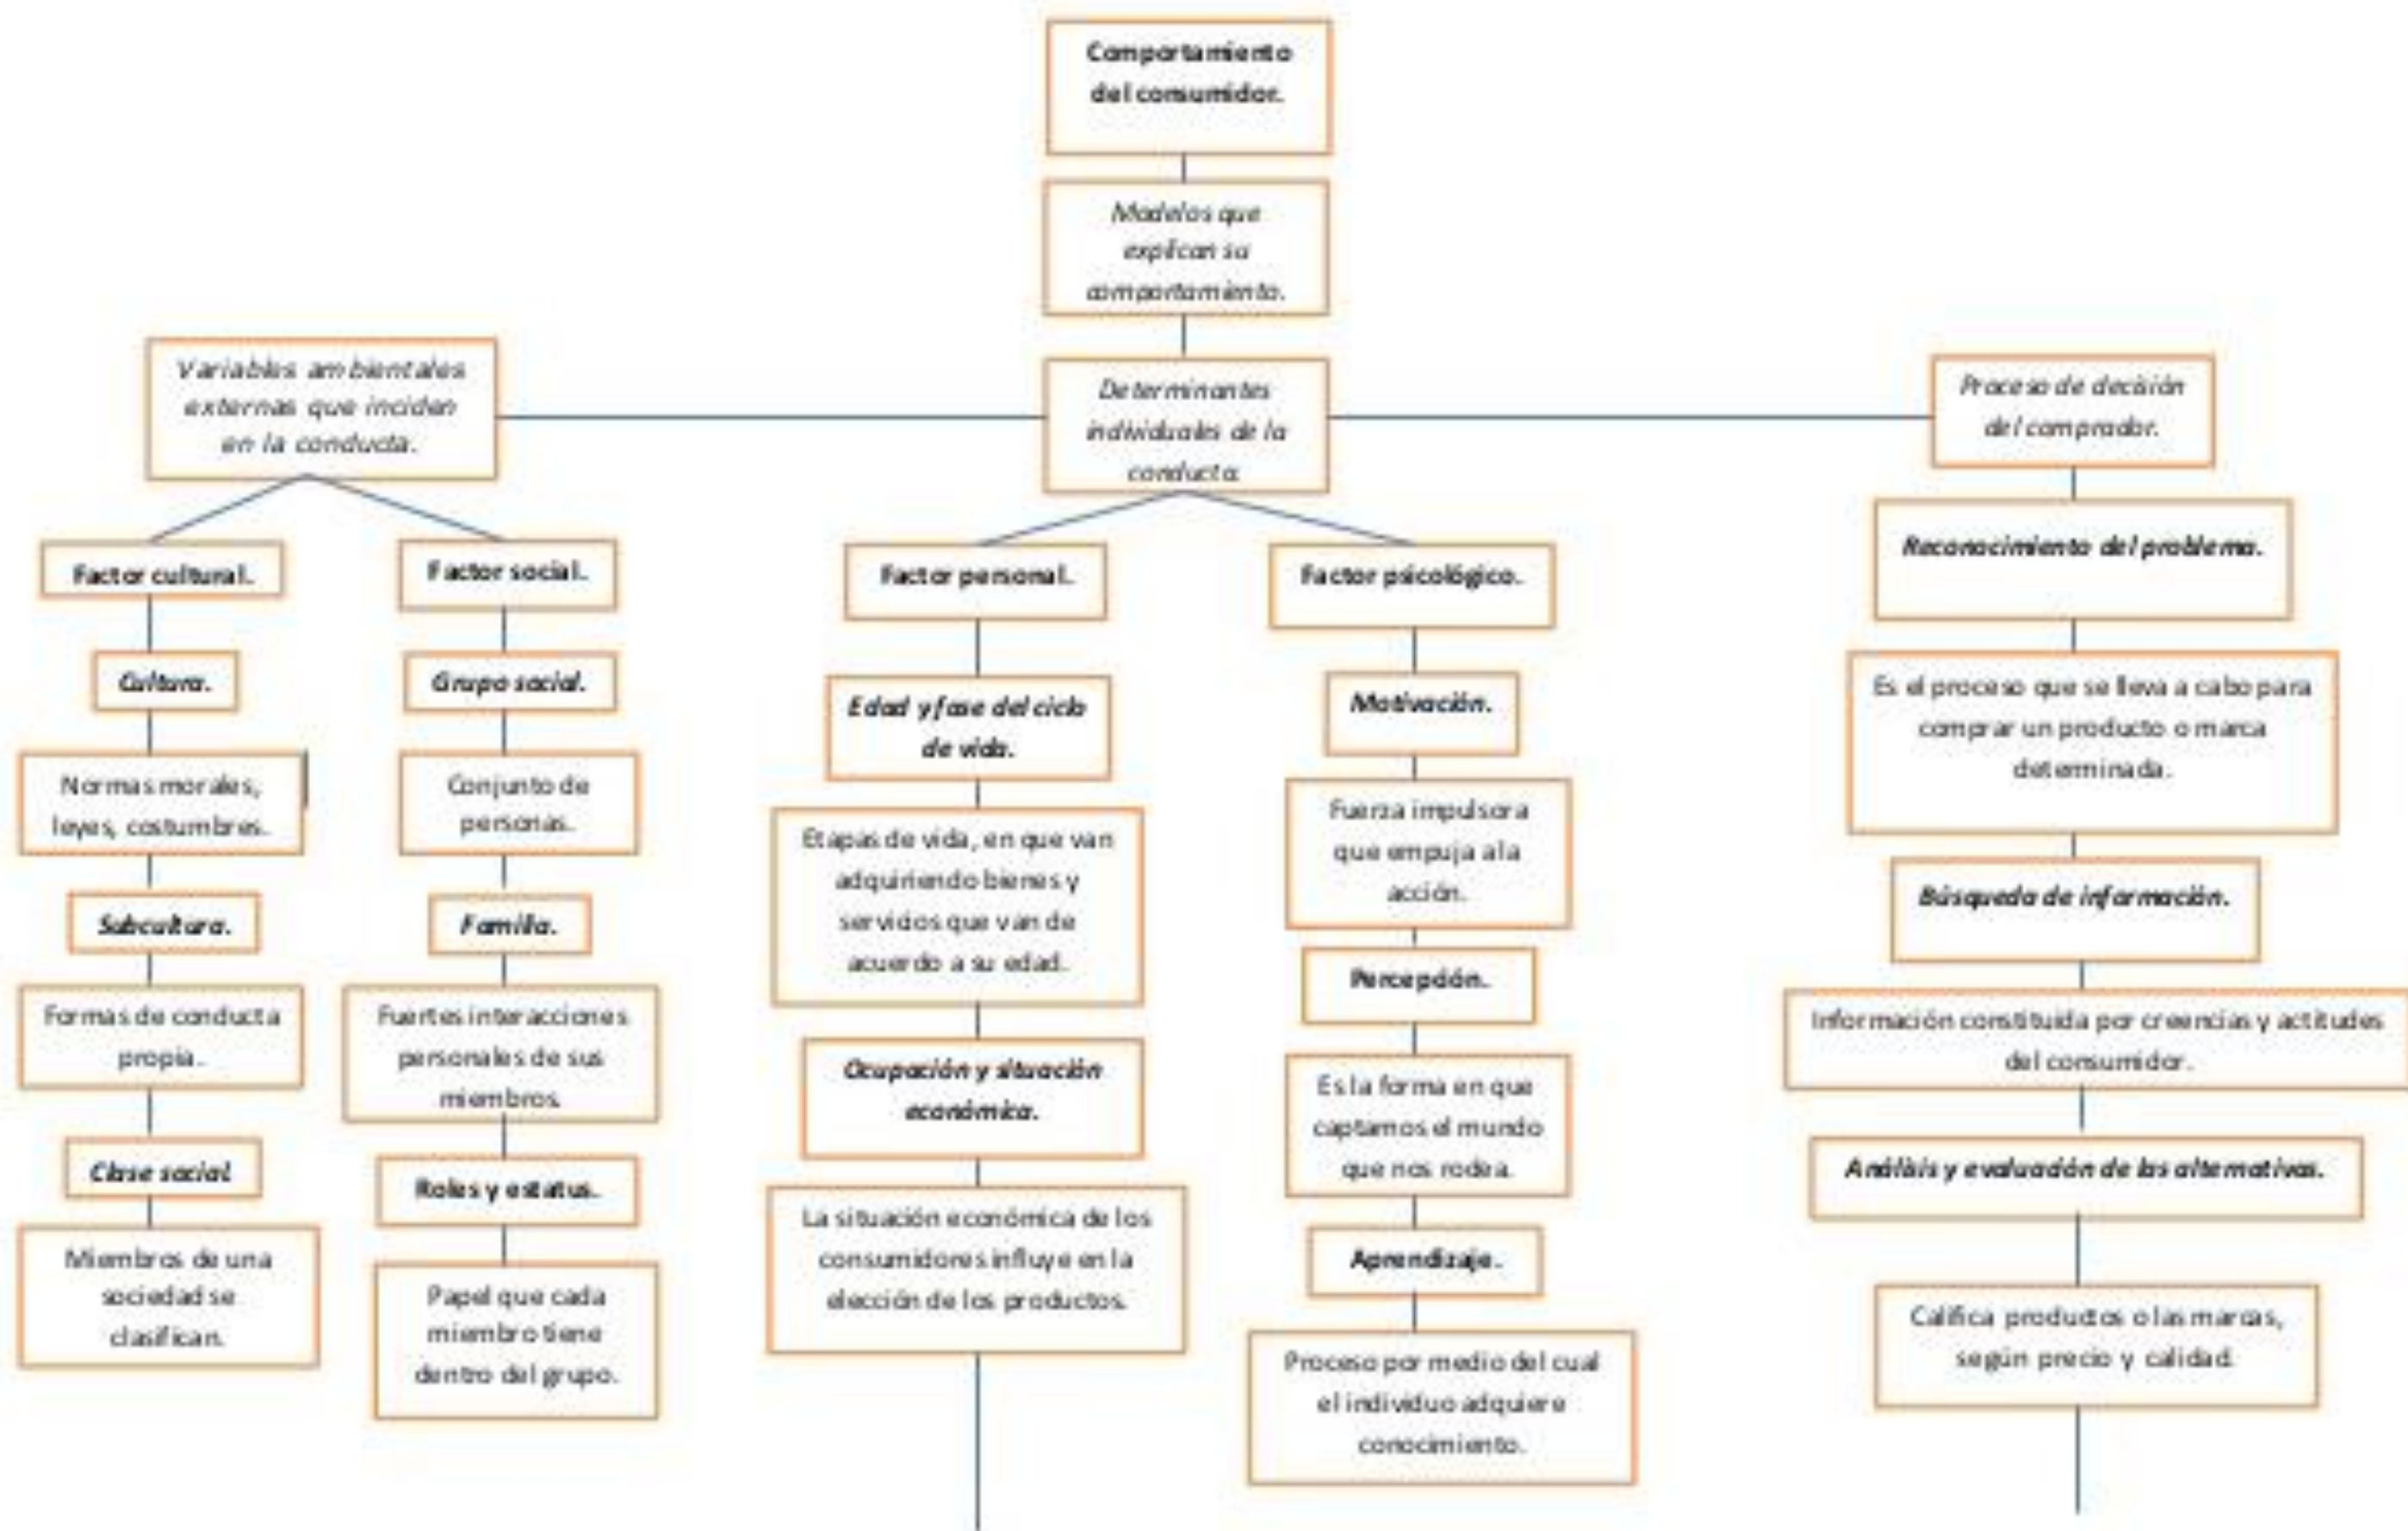 Comportamiento
del consumidor.
Modelos que
explican su
comportamiento.
Variables ambientales
externas que inciden
en la conducta.
Determinantes
individuales de la
conducta.
Proceso de decisión
del comprador.
Factor cultural.
Cultura.
Normas morales,
leyes, costumbres.
Subcultura.
Formas de conducta
propia.
Clase social.
Miembros de una
sociedad se
clasifican.
Factor social.
Grupo social.
Conjunto de
personas.
Familia.
Fuertes interacciones
personales de sus
miembros.
Roles y estatus.
Papel que cada
miembro tiene
dentro del grupo.
Factor personal.
Edad y fase del ciclo
de vida.
Etapas de vida, en que van
adquiriendo bienes y
servicios que van de
acuerdo a su edad.
Ocupación y situación
económica.
La situación económica de los
consumidores influye en la
elección de los productos.
Factor psicológico.
Motivación.
Fuerza impulsora
que empuja a la
acción.
Percepción.
Es la forma en que
captamos el mundo
que nos rodea.
Aprendizaje.
Proceso por medio del cual
el individuo adquiere
conocimiento.
Reconocimiento del problema.
Es el proceso que se lleva a cabo para
comprar un producto o marca
determinada.
Búsqueda de información.
Información constituida por creencias y actitudes
del consumidor.
Análisis y evaluación de las alternativas.
Califica productos o las marcas,
según precio y calidad.